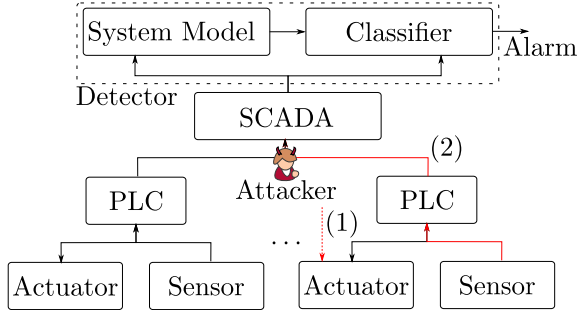 System Model
Classifier
Alarm
Detector
SCADA
(2)
Attacker
PLC
PLC
(1)
...
Actuator
Sensor
Actuator
Sensor